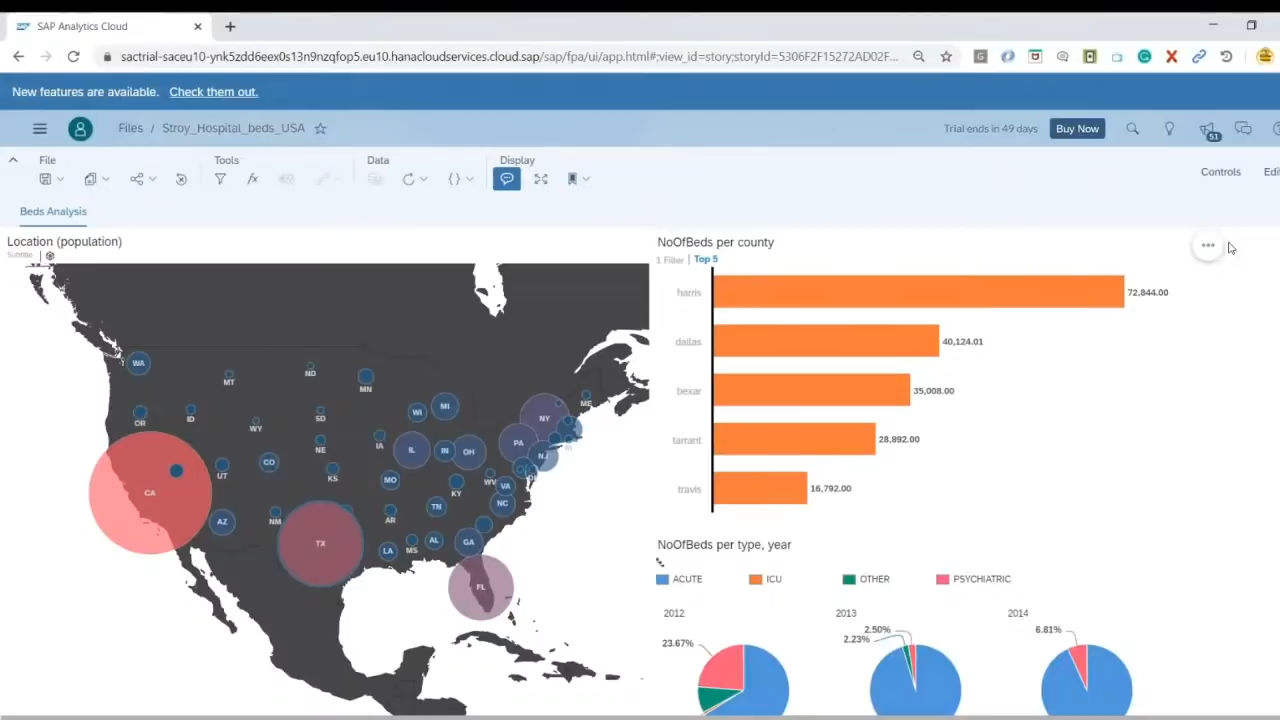 SAP Analytics Cloud
sactrial-saceu10-ynk5zdd6eex0s13n9nzqfop5.eu10.hanacloudservices.cloud.sap/sap/fpa/ui/app.html#;view_id=story;storyId=5306F2F15272AD02F...
New features are available. Check them out.
Files / Stroy_Hospital_beds_USA
Trial ends in 49 days Buy Now 51
File Tools Data Display
fx
Controls
Beds Analysis
Location (population)
Subtitle
WA MT ND MN ME
OR ID WY SD WI MI NY
IA NE PA
UT CO IL IN OH NJ
CA KS MO KY WV VA
AZ NM AR TN NC
TX LA MS AL GA
FL
NoOfBeds per county
1 Filter | Top 5
harris 72,844.00
dallas 40,124.01
bexar 35,008.00
tarrant 28,892.00
travis 16,792.00
NoOfBeds per type, year
ACUTE ICU OTHER PSYCHIATRIC
2012 2013 2014
23.67% 2.50% 2.23% 6.81%